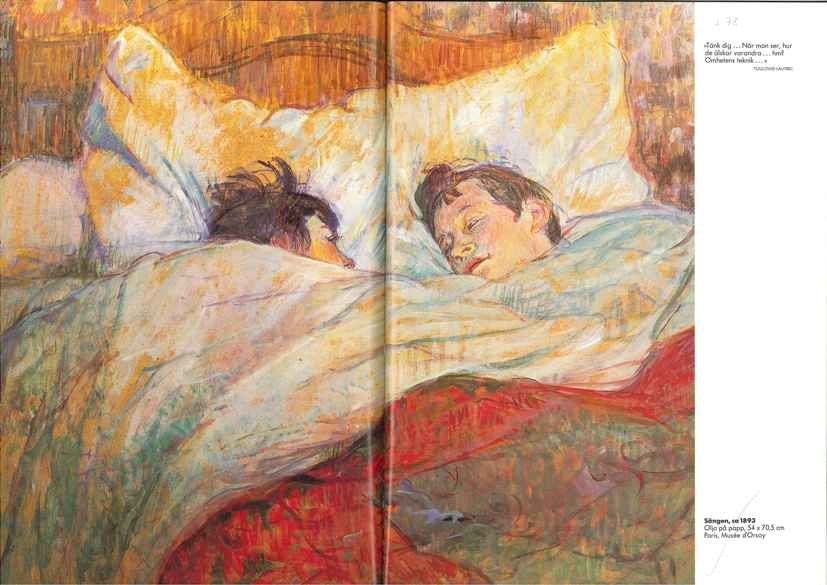 »Tänk dig ... När man ser, hur
de älskar varandra ... hm?
Ömhetens teknik ...«
TOULOUSE-LAUTREC
Sängen, ca 1893
Olja på papp, 54 x 70,5 cm
Paris, Musée d'Orsay